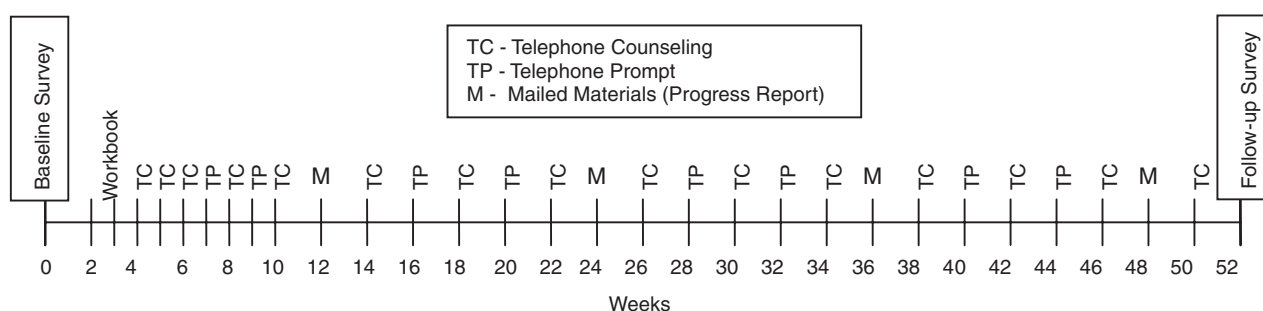 TC - Telephone Counseling
TP - Telephone Prompt
M - Mailed Materials (Progress Report)
Baseline Survey
Workbook
TC
TC
TC
TP
TC
TP
TC
M
TC
TP
TC
TP
TC
M
TC
TP
TC
TP
TC
M
TC
TP
TC
TP
TC
M
TC
Follow-up Survey
0 2 4 6 8 10 12 14 16 18 20 22 24 26 28 30 32 34 36 38 40 42 44 46 48 50 52
Weeks